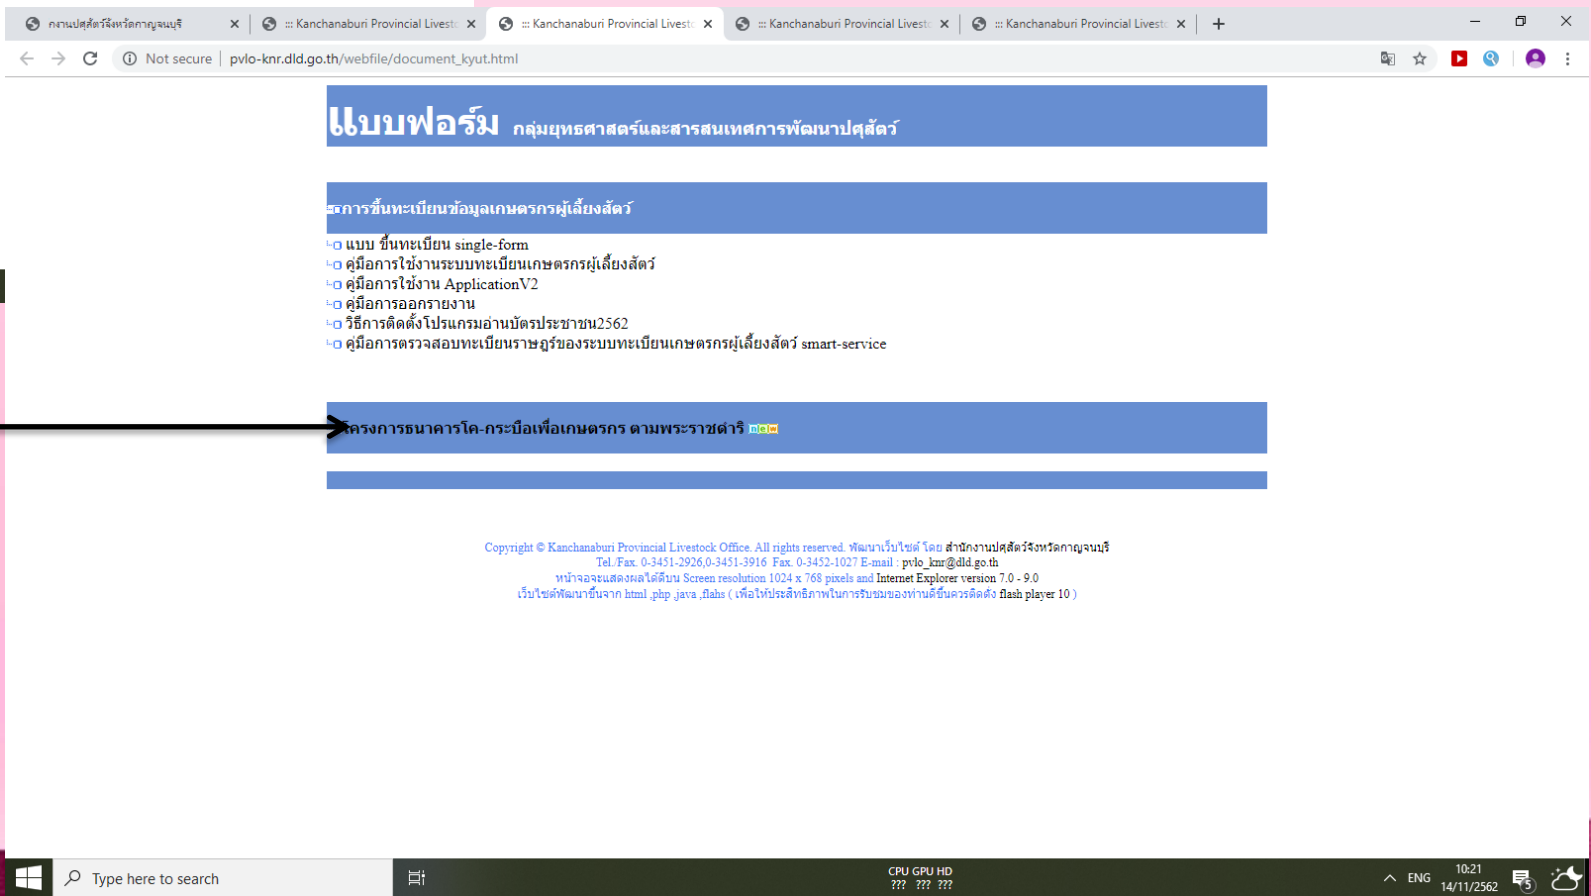 กงานปศุสัตว์จังหวัดกาญจนบุรี
::: Kanchanaburi Provincial Livesto
::: Kanchanaburi Provincial Livesto
::: Kanchanaburi Provincial Livesto
::: Kanchanaburi Provincial Livesto
Not secure | pvlo-knr.dld.go.th/webfile/document_kyut.html
แบบฟอร์ม กลุ่มยุทธศาสตร์และสารสนเทศการพัฒนาปศุสัตว์
การขึ้นทะเบียนข้อมูลเกษตรกรผู้เลี้ยงสัตว์
แบบ ขึ้นทะเบียน single-form
คู่มือการใช้งานระบบทะเบียนเกษตรกรผู้เลี้ยงสัตว์
คู่มือการใช้งาน ApplicationV2
คู่มือการออกรายงาน
วิธีการติดตั้งโปรแกรมอ่านบัตรประชาชน2562
คู่มือการตรวจสอบทะเบียนราษฎร์ของระบบทะเบียนเกษตรกรผู้เลี้ยงสัตว์ smart-service
โครงการธนาคารโค-กระบือเพื่อเกษตรกร ตามพระราชดำริ new
Copyright © Kanchanaburi Provincial Livestock Office. All rights reserved. พัฒนาเว็บไซต์ โดย สำนักงานปศุสัตว์จังหวัดกาญจนบุรี
Tel./Fax. 0-3451-2926,0-3451-3916 Fax. 0-3452-1027 E-mail : pvlo_knr@dld.go.th
หน้าจอจะแสดงผลได้ดีบน Screen resolution 1024 x 768 pixels and Internet Explorer version 7.0 - 9.0
เว็บไซต์พัฒนาขึ้นจาก html ,php ,java ,flahs ( เพื่อให้ประสิทธิภาพในการรับชมของท่านดีขึ้นควรติดตั้ง flash player 10 )
Type here to search
CPU GPU HD
??? ??? ???
ENG
10:21
14/11/2562
5